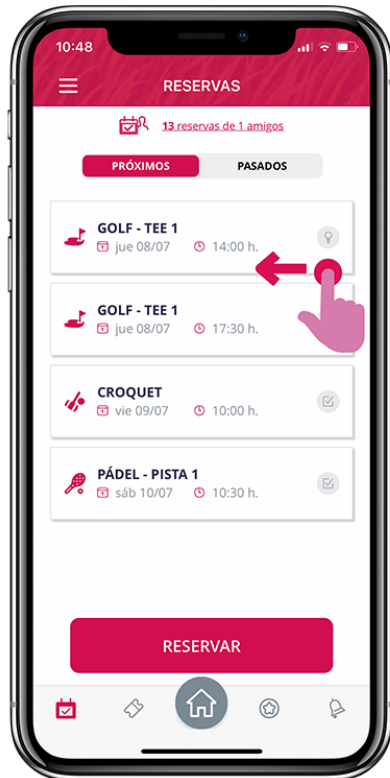 10:48
RESERVAS
13 reservas de 1 amigos
PRÓXIMOS PASADOS
GOLF - TEE 1
jue 08/07 14:00 h.
GOLF - TEE 1
jue 08/07 17:30 h.
CROQUET
vie 09/07 10:00 h.
PÁDEL - PISTA 1
sáb 10/07 10:30 h.
RESERVAR